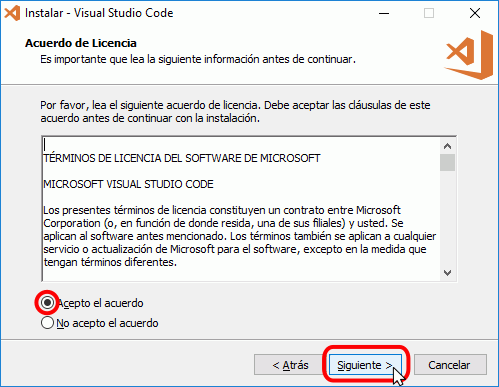 Instalar - Visual Studio Code
Acuerdo de Licencia
Es importante que lea la siguiente información antes de continuar.
Por favor, lea el siguiente acuerdo de licencia. Debe aceptar las cláusulas de este
acuerdo antes de continuar con la instalación.
TÉRMINOS DE LICENCIA DEL SOFTWARE DE MICROSOFT
MICROSOFT VISUAL STUDIO CODE
Los presentes términos de licencia constituyen un contrato entre Microsoft
Corporation (o, en función de donde resida, una de sus filiales) y usted. Se
aplican al software antes mencionado. Los términos también se aplican a cualquier
servicio o actualización de Microsoft para el software, excepto en la medida que
tengan términos diferentes.
Acepto el acuerdo
No acepto el acuerdo
< Atrás
Siguiente >
Cancelar